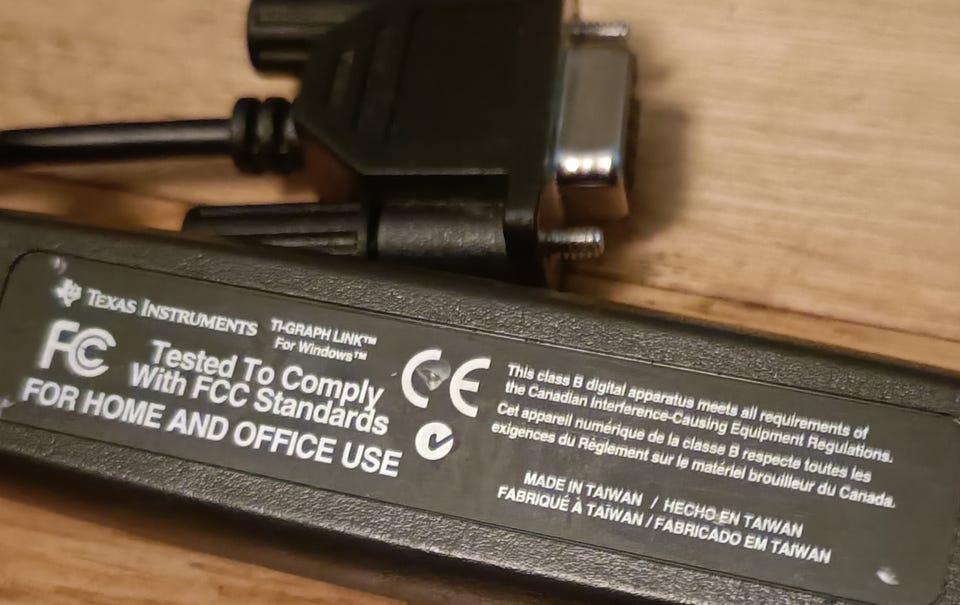 TEXAS INSTRUMENTS
TI-GRAPH LINK™
For Windows™
FC
Tested To Comply
With FCC Standards
FOR HOME AND OFFICE USE
CE
This class B digital apparatus meets all requirements of
the Canadian Interference-Causing Equipment Regulations.
Cet appareil numérique de la classe B respecte toutes les
exigences du Règlement sur le matériel brouilleur du Canada.
MADE IN TAIWAN / HECHO EN TAIWAN
FABRIQUÉ À TAÏWAN / FABRICADO EM TAIWAN